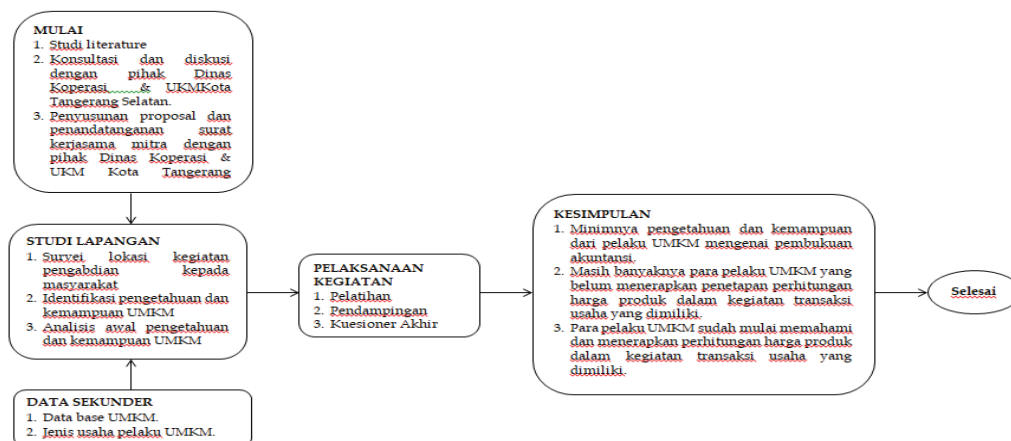 MULAI
1. Studi literature
2. Konsultasi dan diskusi
dengan pihak Dinas
Koperasi & UKMKota
Tangerang Selatan.
3. Penyusunan proposal dan
penandatanganan surat
kerjasama mitra dengan
pihak Dinas Koperasi &
UKM Kota Tangerang
STUDI LAPANGAN
1. Survei lokasi kegiatan
pengabdian kepada
masyarakat
2. Identifikasi pengetahuan dan
kemampuan UMKM
3. Analisis awal pengetahuan
dan kemampuan UMKM
DATA SEKUNDER
1. Data base UMKM.
2. Jenis usaha pelaku UMKM.
PELAKSANAAN
KEGIATAN
1. Pelatihan
2. Pendampingan
3. Kuesioner Akhir
KESIMPULAN
1. Minimnya pengetahuan dan kemampuan
dari pelaku UMKM mengenai pembukuan
akuntansi.
2. Masih banyaknya para pelaku UMKM yang
belum menerapkan penetapan perhitungan
harga produk dalam kegiatan transaksi
usaha yang dimiliki.
3. Para pelaku UMKM sudah mulai memahami
dan menerapkan perhitungan harga produk
dalam kegiatan transaksi usaha yang
dimiliki.
Selesai